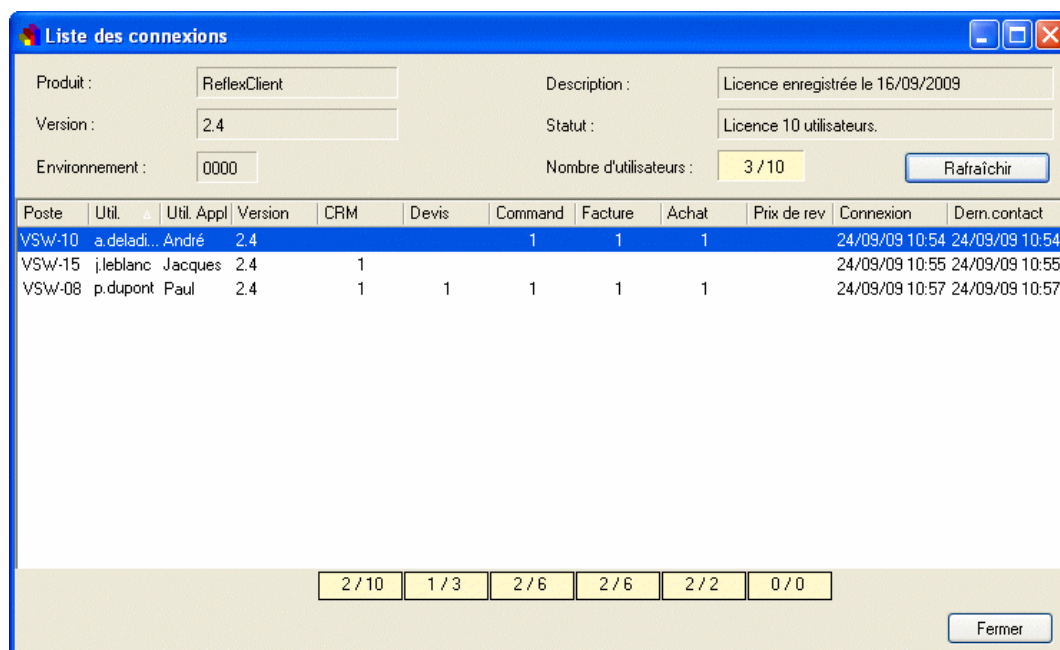 Liste des connexions
Produit : ReflexClient Description : Licence enregistrée le 16/09/2009
Version : 2.4 Statut : Licence 10 utilisateurs.
Environnement : 0000 Nombre d'utilisateurs : 3 / 10 Rafraîchir
Poste Util. Util. Appl Version CRM Devis Command Facture Achat Prix de rev Connexion Dern.contact
VSW-10 a.deladi... André 2.4 1 1 1 24/09/09 10:54 24/09/09 10:54
VSW-15 j.leblanc Jacques 2.4 1 24/09/09 10:55 24/09/09 10:55
VSW-08 p.dupont Paul 2.4 1 1 1 1 1 24/09/09 10:57 24/09/09 10:57
2 / 10 1 / 3 2 / 6 2 / 6 2 / 2 0 / 0
Fermer